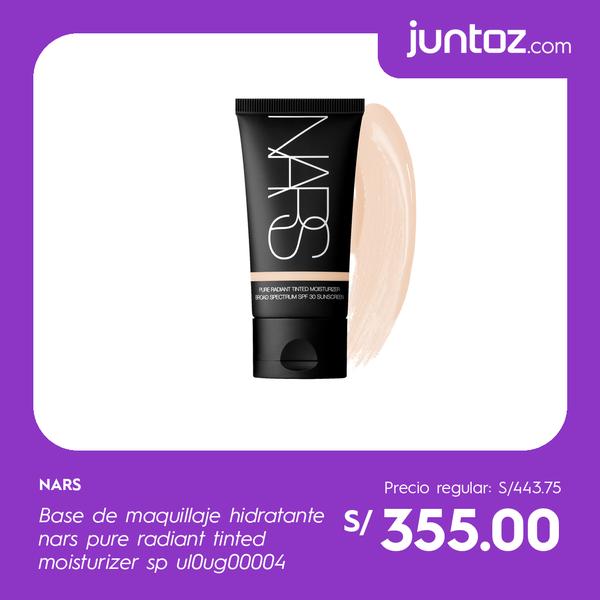 juntoz.com
NARS
PURE RADIANT TINTED MOISTURIZER
BROAD SPECTRUM SPF 30 SUNSCREEN
NARS
Base de maquillaje hidratante
nars pure radiant tinted
moisturizer sp ul0ug00004
Precio regular: S/443.75
S/ 355.00